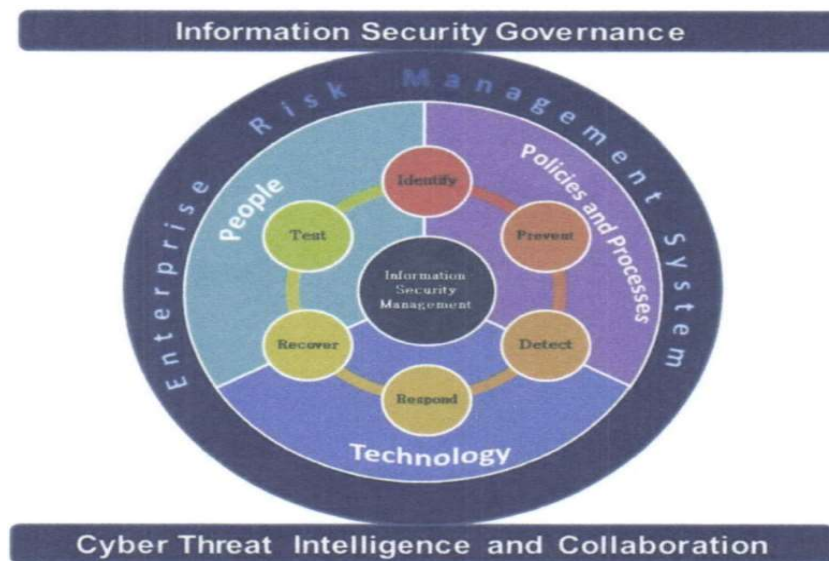 Information Security Governance
Enterprise Risk Management System
People
Policies and Processes
Identify
Test
Prevent
Information
Security
Management
Recover
Detect
Respond
Technology
Cyber Threat Intelligence and Collaboration